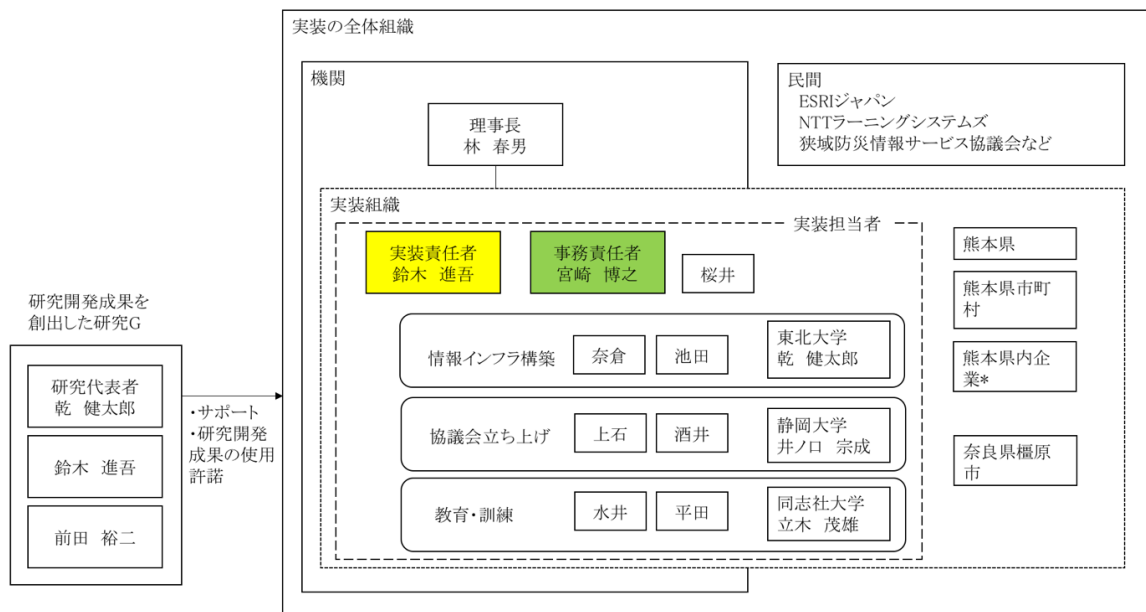 実装の全体組織
機関
理事長
林 春男
民間
ESRIジャパン
NTTラーニングシステムズ
狭域防災情報サービス協議会など
実装組織
実装担当者
実装責任者
鈴木 進吾
事務責任者
宮崎 博之
桜井
熊本県
熊本県市町
村
熊本県内企
業*
奈良県橿原
市
情報インフラ構築
奈倉
池田
東北大学
乾 健太郎
協議会立ち上げ
上石
酒井
静岡大学
井ノ口 宗成
教育・訓練
水井
平田
同志社大学
立木 茂雄
研究開発成果を
創出した研究G
研究代表者
乾 健太郎
鈴木 進吾
前田 裕二
・サポート
・研究開発
成果の使用
許諾